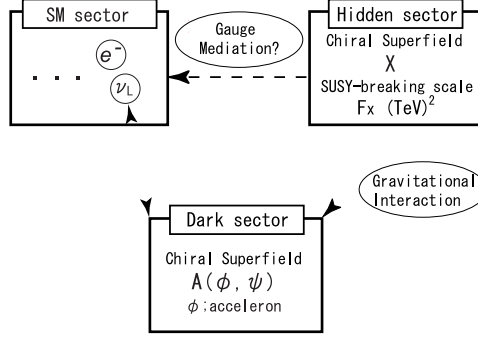 SM sector
e⁻
. . .
νL
Gauge
Mediation?
Hidden sector
Chiral Superfield
X
SUSY-breaking scale
Fx (TeV)²
Gravitational
Interaction
Dark sector
Chiral Superfield
A(φ, ψ)
φ;acceleron